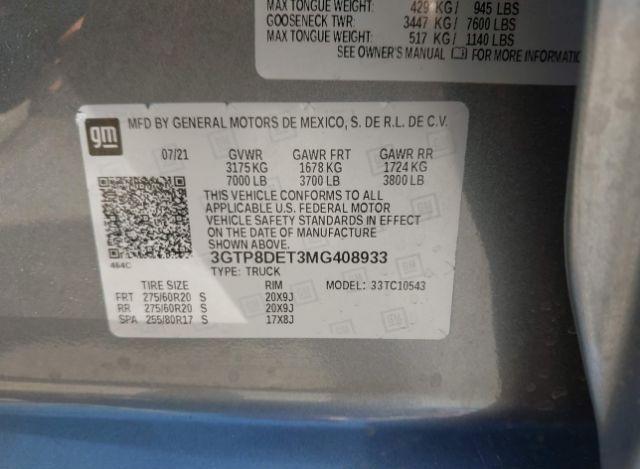 MAX TONGUE WEIGHT: 429 KG/ 945 LBS
GOOSENECK TWR: 3447 KG/ 7600 LBS
MAX TONGUE WEIGHT: 517 KG/ 1140 LBS
SEE OWNER'S MANUAL FOR MORE INFORMATIO
gm MFD BY GENERAL MOTORS DE MEXICO, S. DE R.L. DE C.V.
07/21 GVWR GAWR FRT GAWR RR
3175 KG 1678 KG 1724 KG
7000 LB 3700 LB 3800 LB
THIS VEHICLE CONFORMS TO ALL
APPLICABLE U.S. FEDERAL MOTOR
VEHICLE SAFETY STANDARDS IN EFFECT
ON THE DATE OF MANUFACTURE
SHOWN ABOVE.
3GTP8DET3MG408933
464C TYPE: TRUCK
TIRE SIZE RIM MODEL: 33TC10543
FRT 275/60R20 S 20X9J
RR 275/60R20 S 20X9J
SPA 255/80R17 S 17X8J